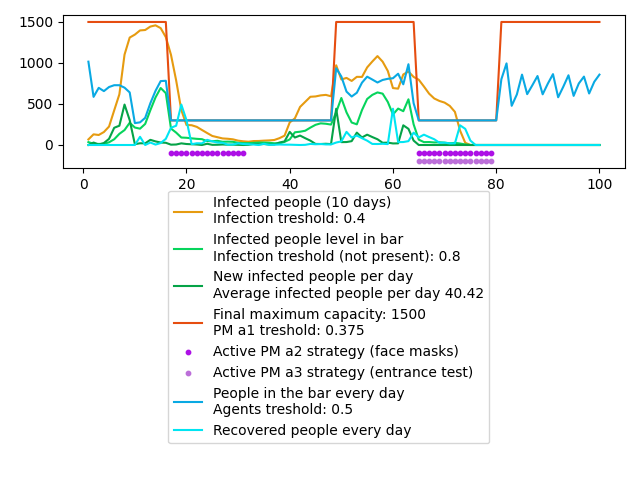 1500
1000
500
0
0 20 40 60 80 100
Infected people (10 days)
Infection treshold: 0.4
Infected people level in bar
Infection treshold (not present): 0.8
New infected people per day
Average infected people per day 40.42
Final maximum capacity: 1500
PM a1 treshold: 0.375
Active PM a2 strategy (face masks)
Active PM a3 strategy (entrance test)
People in the bar every day
Agents treshold: 0.5
Recovered people every day